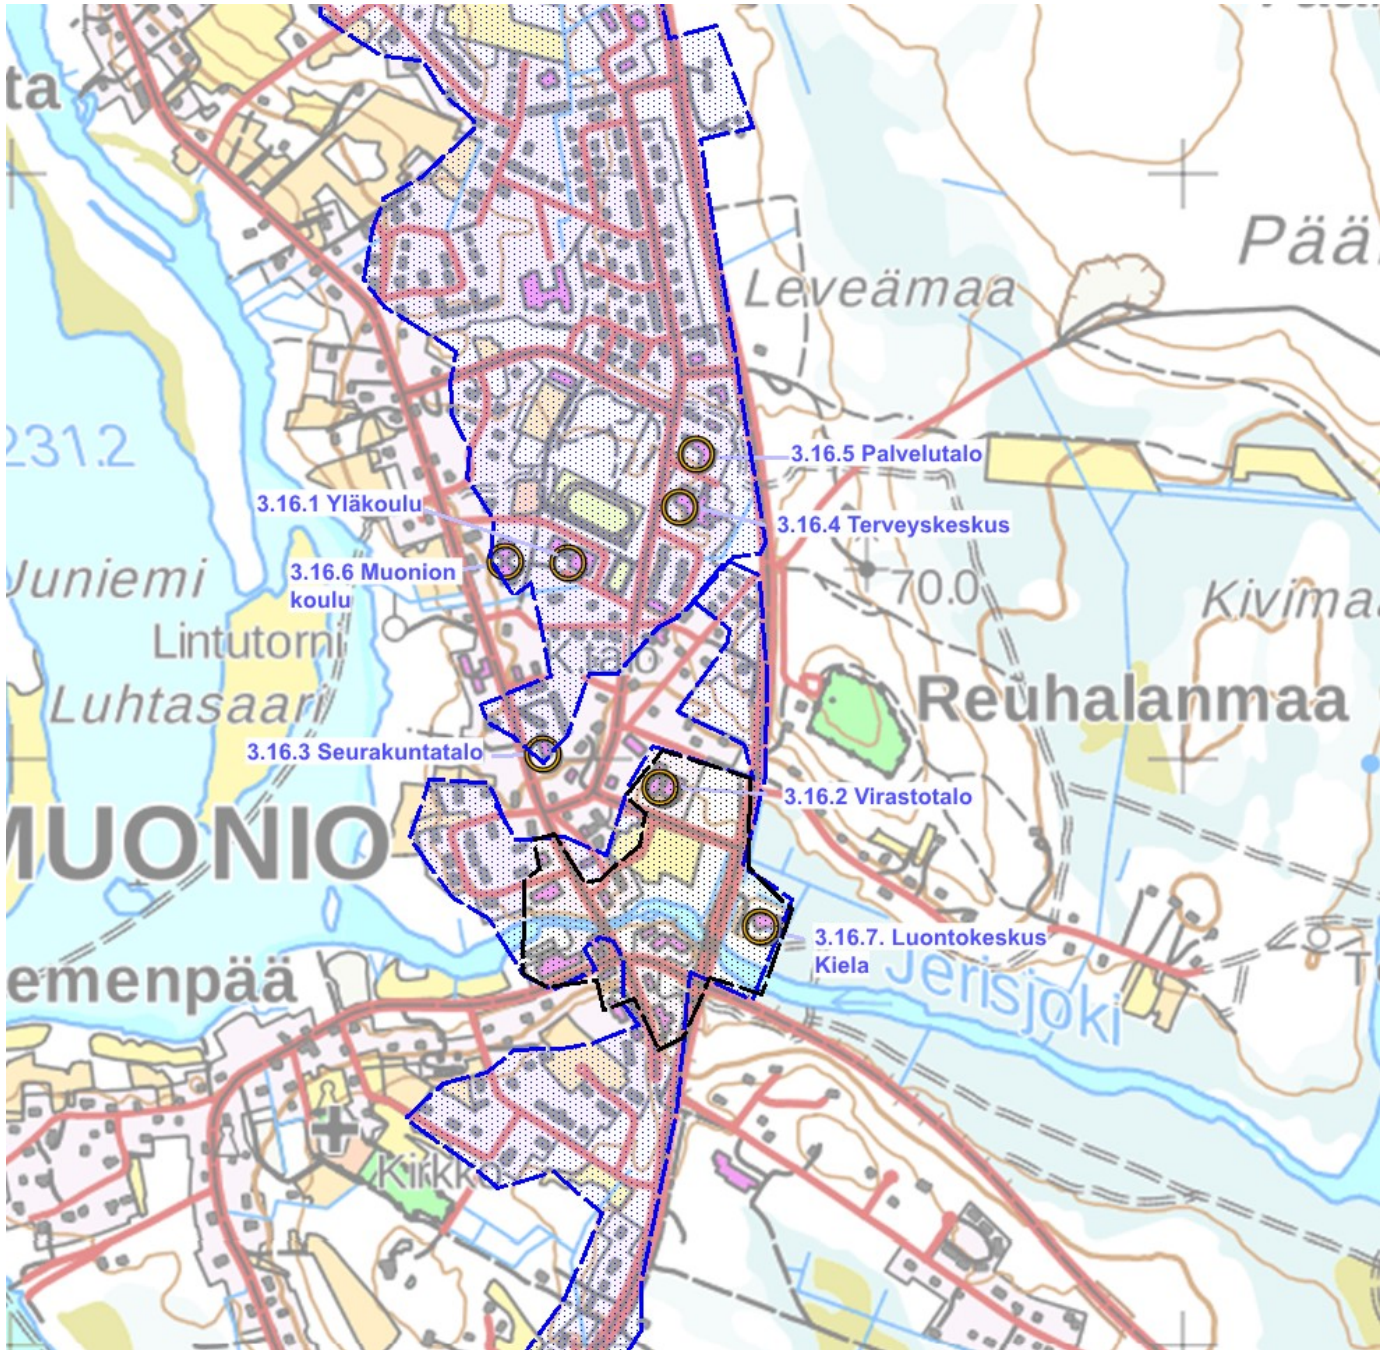 ta
Pää
Leveämaa
231.2
3.16.5 Palvelutalo
3.16.1 Yläkoulu
3.16.4 Terveyskeskus
3.16.6 Muonion
koulu
Juniemi
70.0
Kivimaa
Lintutorni
K.talo
Luhtasaari
Reuhalanmaa
3.16.3 Seurakuntatalo
3.16.2 Virastotalo
MUONIO
3.16.7. Luontokeskus
Kiela
T
emenpää
Jerisjoki
Kirkko